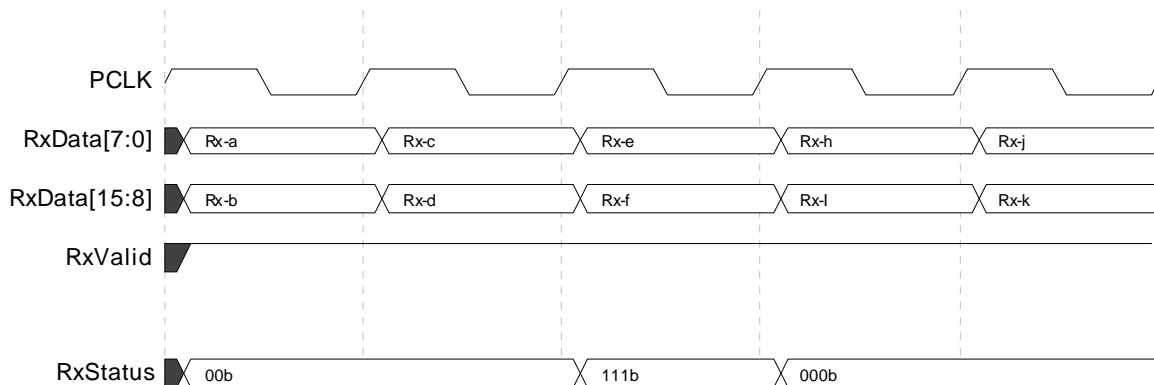 PCLK
RxData[7:0] Rx-a Rx-c Rx-e Rx-h Rx-j
RxData[15:8] Rx-b Rx-d Rx-f Rx-I Rx-k
RxValid
RxStatus 00b 111b 000b